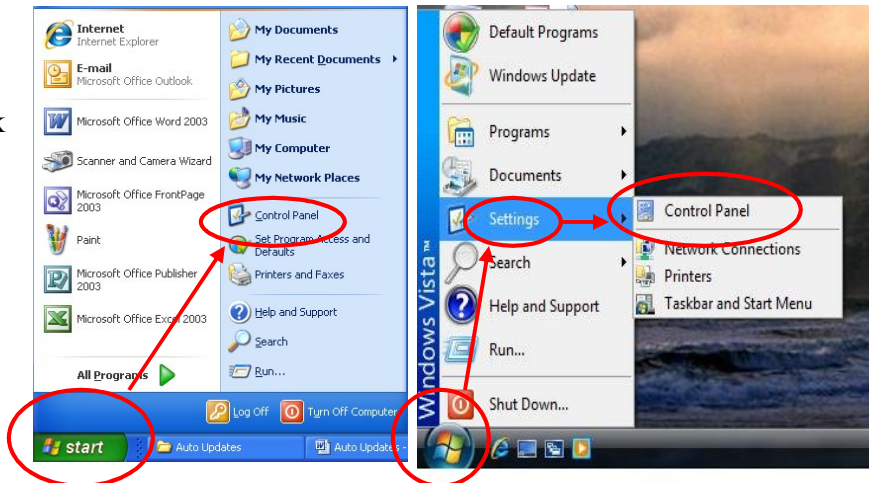 k
Internet
Internet Explorer
E-mail
Microsoft Office Outlook
Microsoft Office Word 2003
Scanner and Camera Wizard
Microsoft Office FrontPage
2003
Paint
Microsoft Office Publisher
2003
Microsoft Office Excel 2003
All Programs
My Documents
My Recent Documents
My Pictures
My Music
My Computer
My Network Places
Control Panel
Set Program Access and
Defaults
Printers and Faxes
Help and Support
Search
Run...
Log Off
Turn Off Computer
start
Auto Updates
Auto Updates -
Windows Vista™
Default Programs
Windows Update
Programs
Documents
Settings
Search
Help and Support
Run...
Shut Down...
Control Panel
Network Connections
Printers
Taskbar and Start Menu